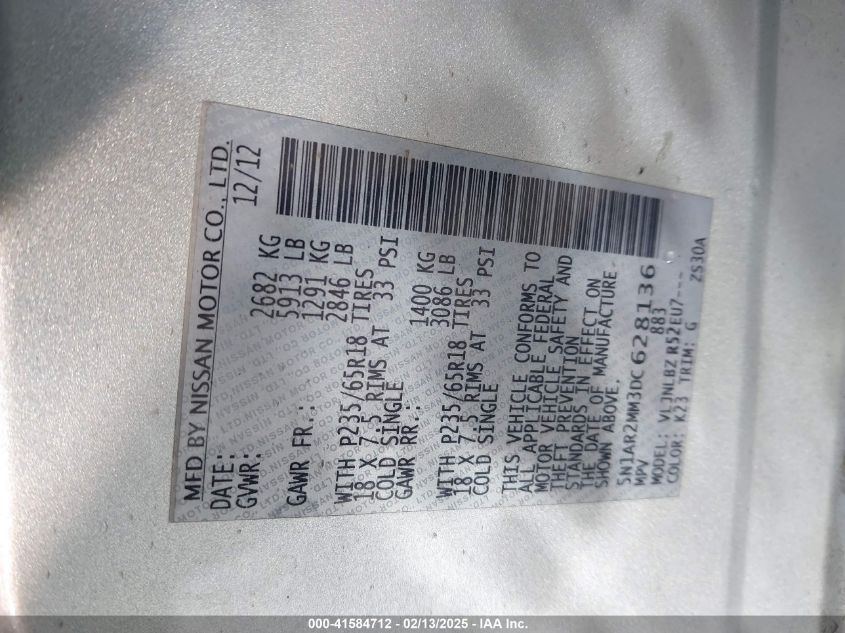 MFD BY NISSAN MOTOR CO., LTD.
DATE: 12/12
GVWR: 2682 KG
5913 LB
GAWR FR.: 1291 KG
2846 LB
WITH P235/65R18 TIRES
18 X 7.5 RIMS AT 33 PSI
COLD SINGLE
GAWR RR.: 1400 KG
3086 LB
WITH P235/65R18 TIRES
18 X 7.5 RIMS AT 33 PSI
COLD SINGLE
THIS VEHICLE CONFORMS TO
ALL APPLICABLE FEDERAL
MOTOR VEHICLE SAFETY AND
THEFT PREVENTION
STANDARDS IN EFFECT ON
THE DATE OF MANUFACTURE
SHOWN ABOVE.
5N1AR2MM3DC628136
MPV 883
MODEL: VLJNLBZ R52EU7---
COLOR: K23 TRIM: G ZS30A
000-41584712 — 02/13/2025 — IAA Inc.